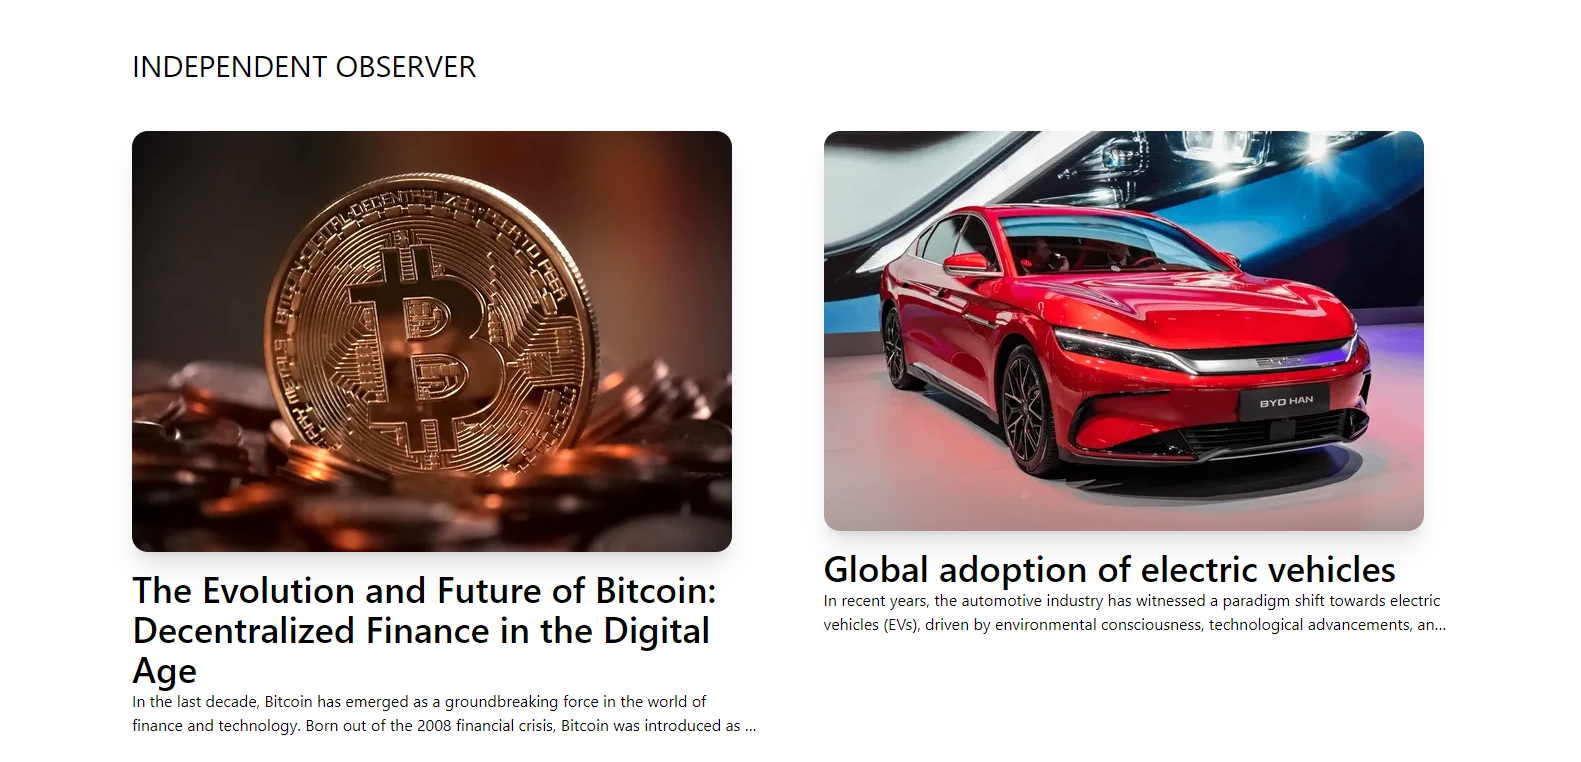 INDEPENDENT OBSERVER
BYD HAN
The Evolution and Future of Bitcoin:
Decentralized Finance in the Digital
Age
In the last decade, Bitcoin has emerged as a groundbreaking force in the world of
finance and technology. Born out of the 2008 financial crisis, Bitcoin was introduced as ...
Global adoption of electric vehicles
In recent years, the automotive industry has witnessed a paradigm shift towards electric
vehicles (EVs), driven by environmental consciousness, technological advancements, an...